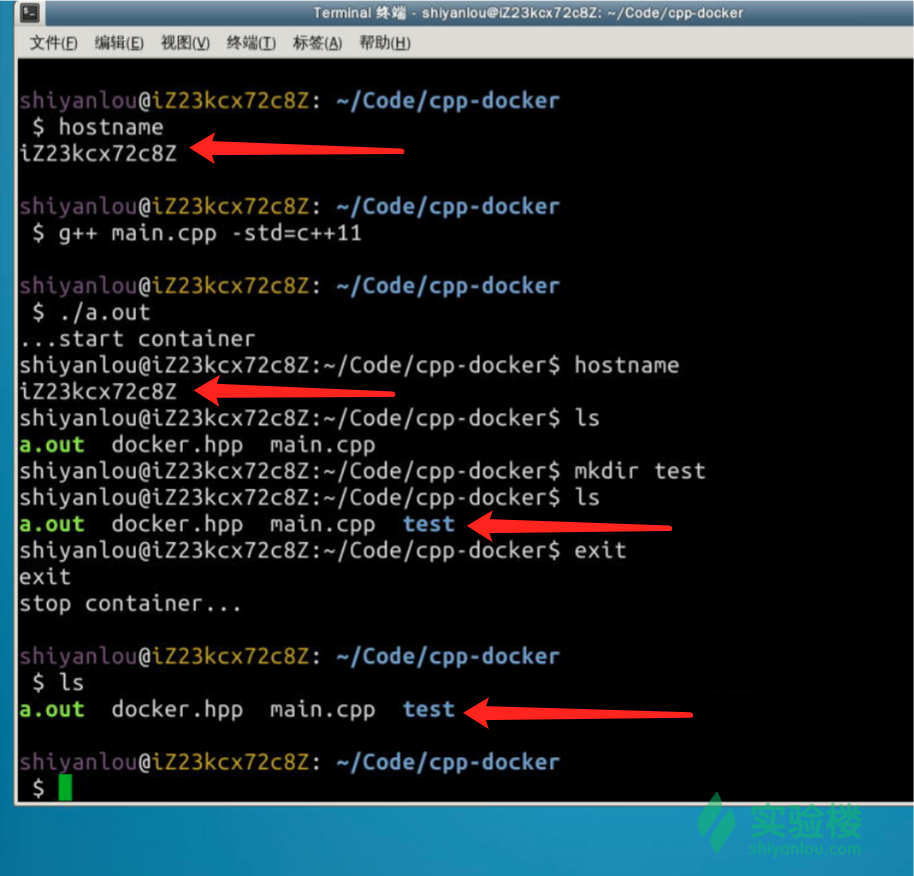 Terminal 终端 - shiyanlou@iZ23kcx72c8Z: ~/Code/cpp-docker
文件(F) 编辑(E) 视图(V) 终端(T) 标签(A) 帮助(H)
shiyanlou@iZ23kcx72c8Z: ~/Code/cpp-docker
$ hostname
iZ23kcx72c8Z
shiyanlou@iZ23kcx72c8Z: ~/Code/cpp-docker
$ g++ main.cpp -std=c++11
shiyanlou@iZ23kcx72c8Z: ~/Code/cpp-docker
$ ./a.out
...start container
shiyanlou@iZ23kcx72c8Z:~/Code/cpp-docker$ hostname
iZ23kcx72c8Z
shiyanlou@iZ23kcx72c8Z:~/Code/cpp-docker$ ls
a.out docker.hpp main.cpp
shiyanlou@iZ23kcx72c8Z:~/Code/cpp-docker$ mkdir test
shiyanlou@iZ23kcx72c8Z:~/Code/cpp-docker$ ls
a.out docker.hpp main.cpp test
shiyanlou@iZ23kcx72c8Z:~/Code/cpp-docker$ exit
exit
stop container...
shiyanlou@iZ23kcx72c8Z: ~/Code/cpp-docker
$ ls
a.out docker.hpp main.cpp test
shiyanlou@iZ23kcx72c8Z: ~/Code/cpp-docker
$
实验楼
shiyanlou.com